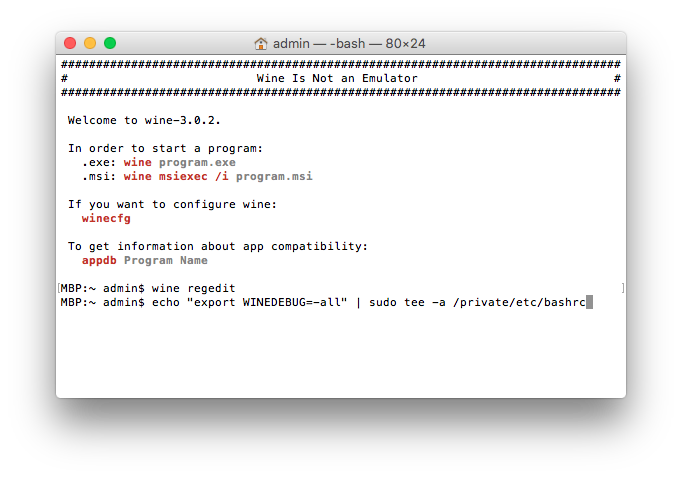 admin — -bash — 80×24
################################################################################
#                           Wine Is Not an Emulator                            #
################################################################################
Welcome to wine-3.0.2.
In order to start a program:
.exe: wine program.exe
.msi: wine msiexec /i program.msi
If you want to configure wine:
winecfg
To get information about app compatibility:
appdb Program Name
[MBP:~ admin$ wine regedit ]
MBP:~ admin$ echo "export WINEDEBUG=-all" | sudo tee -a /private/etc/bashrc